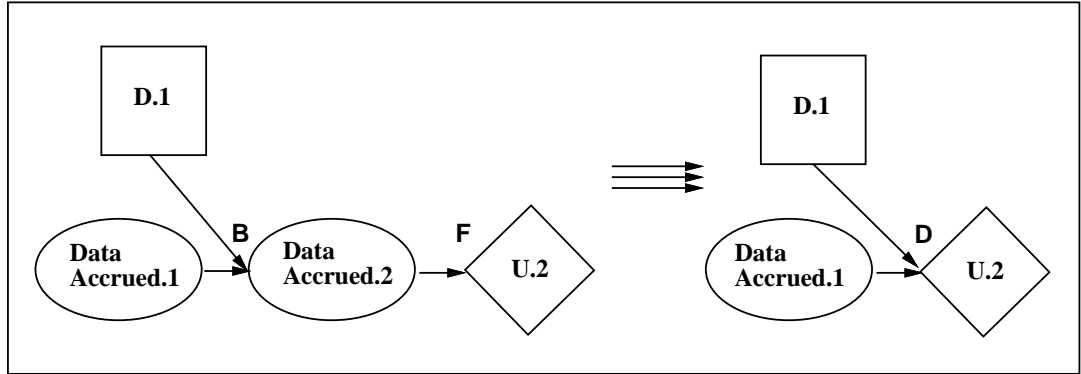 D.1
B
Data
Accrued.1
Data
Accrued.2
F
U.2
D.1
D
Data
Accrued.1
U.2